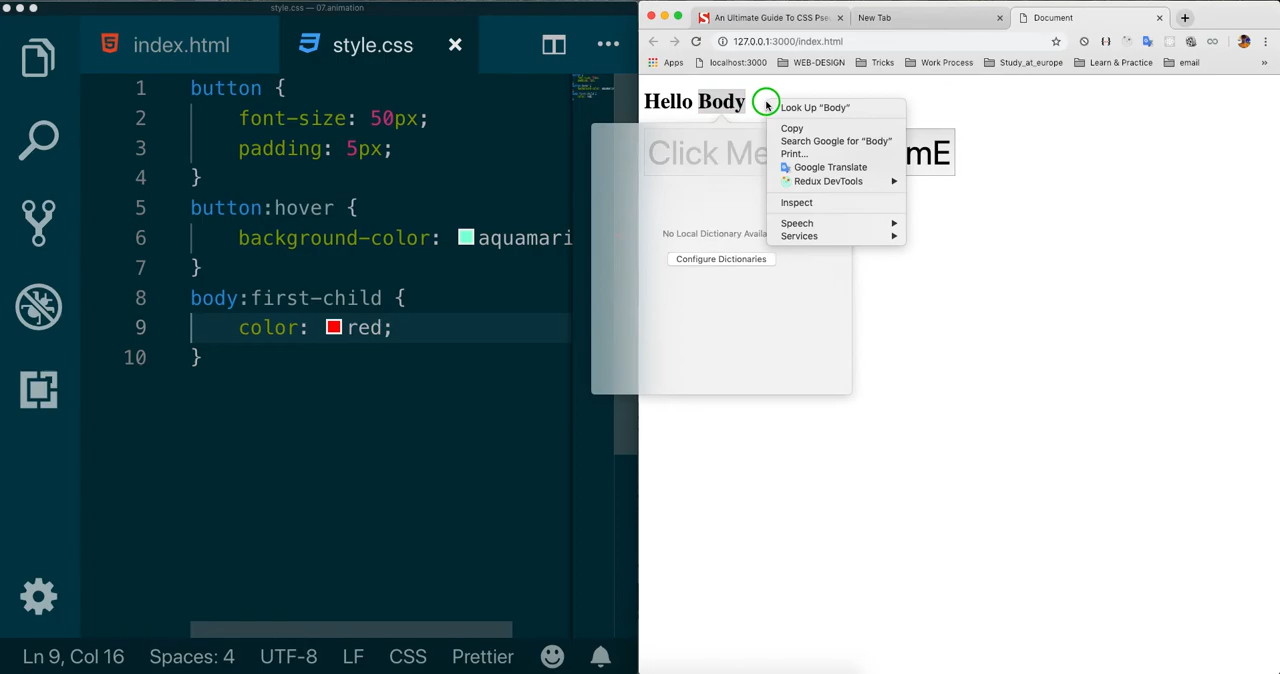 style.css — 07.animation
index.html
style.css
1 button {
2 font-size: 50px;
3 padding: 5px;
4 }
5 button:hover {
6 background-color: aquamari
7 }
8 body:first-child {
9 color: red;
10 }
Ln 9, Col 16 Spaces: 4 UTF-8 LF CSS Prettier
An Ultimate Guide To CSS Pse
New Tab
Document
127.0.0.1:3000/index.html
Apps localhost:3000 WEB-DESIGN Tricks Work Process Study_at_europe Learn & Practice email »
Hello Body
Click Me
mE
No Local Dictionary Availa
Configure Dictionaries
Look Up “Body”
Copy
Search Google for “Body”
Print...
Google Translate
Redux DevTools
Inspect
Speech
Services